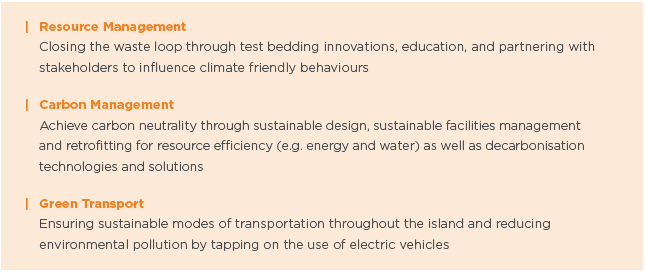 | Resource Management
Closing the waste loop through test bedding innovations, education, and partnering with
stakeholders to influence climate friendly behaviours
| Carbon Management
Achieve carbon neutrality through sustainable design, sustainable facilities management
and retrofitting for resource efficiency (e.g. energy and water) as well as decarbonisation
technologies and solutions
| Green Transport
Ensuring sustainable modes of transportation throughout the island and reducing
environmental pollution by tapping on the use of electric vehicles